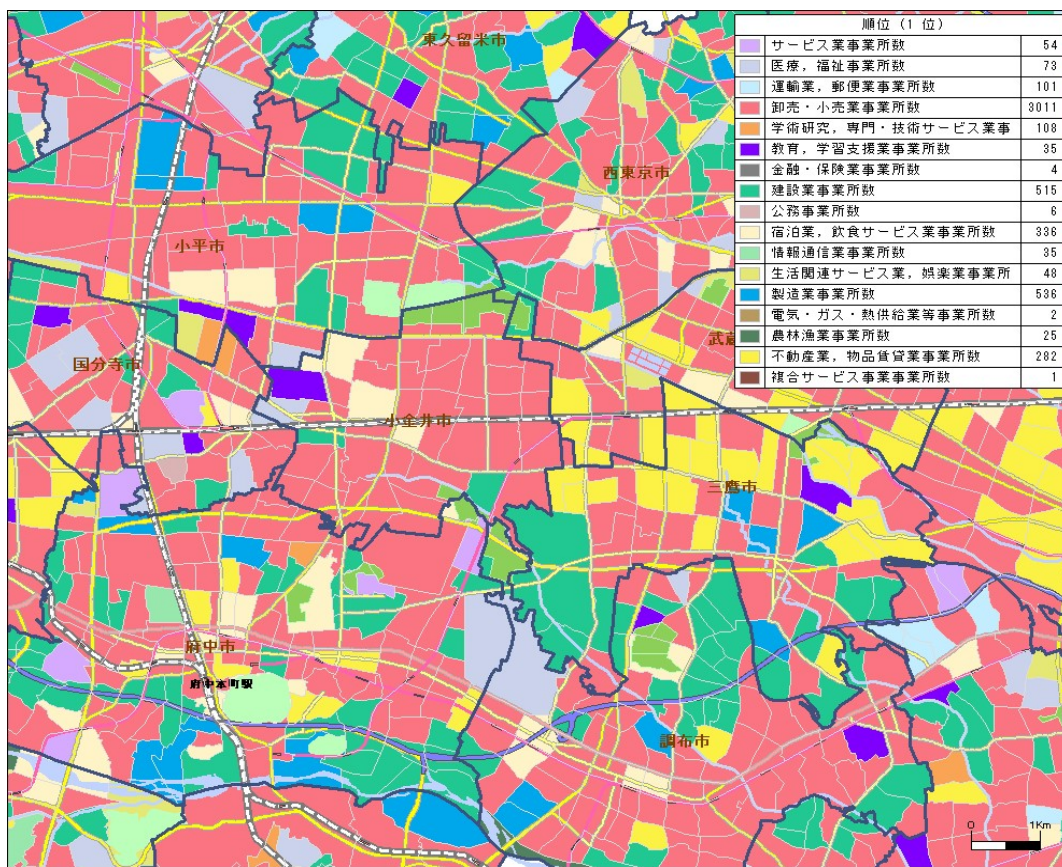 順位(1 位)
サービス業事業所数 54
医療,福祉事業所数 73
運輸業,郵便業事業所数 101
卸売・小売業事業所数 3011
学術研究,専門・技術サービス業事 108
教育,学習支援業事業所数 35
金融・保険業事業所数 4
建設業事業所数 515
公務事業所数 6
宿泊業,飲食サービス業事業所数 336
情報通信業事業所数 35
生活関連サービス業,娯楽業事業所 48
製造業事業所数 536
電気・ガス・熱供給業等事業所数 2
農林漁業事業所数 25
不動産業,物品賃貸業事業所数 282
複合サービス事業事業所数 1
東久留米市
西東京市
小平市
武蔵
国分寺市
小金井市
三鷹市
府中市
府中本町駅
調布市
0 1Km